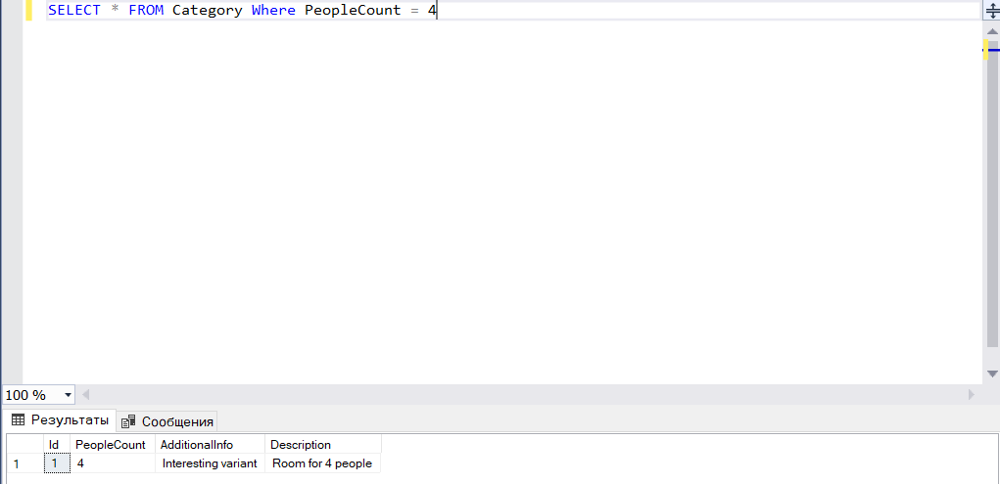 SELECT * FROM Category Where PeopleCount = 4
100 %
Результаты Сообщения
Id PeopleCount AdditionalInfo Description
1 1 4 Interesting variant Room for 4 people